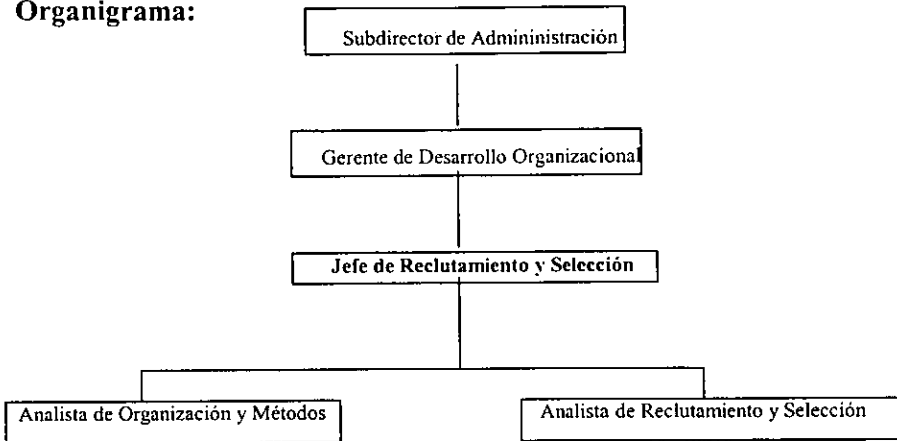 Organigrama:
Subdirector de Admininistración
Gerente de Desarrollo Organizacional
Jefe de Reclutamiento y Selección
Analista de Organización y Métodos
Analista de Reclutamiento y Selección